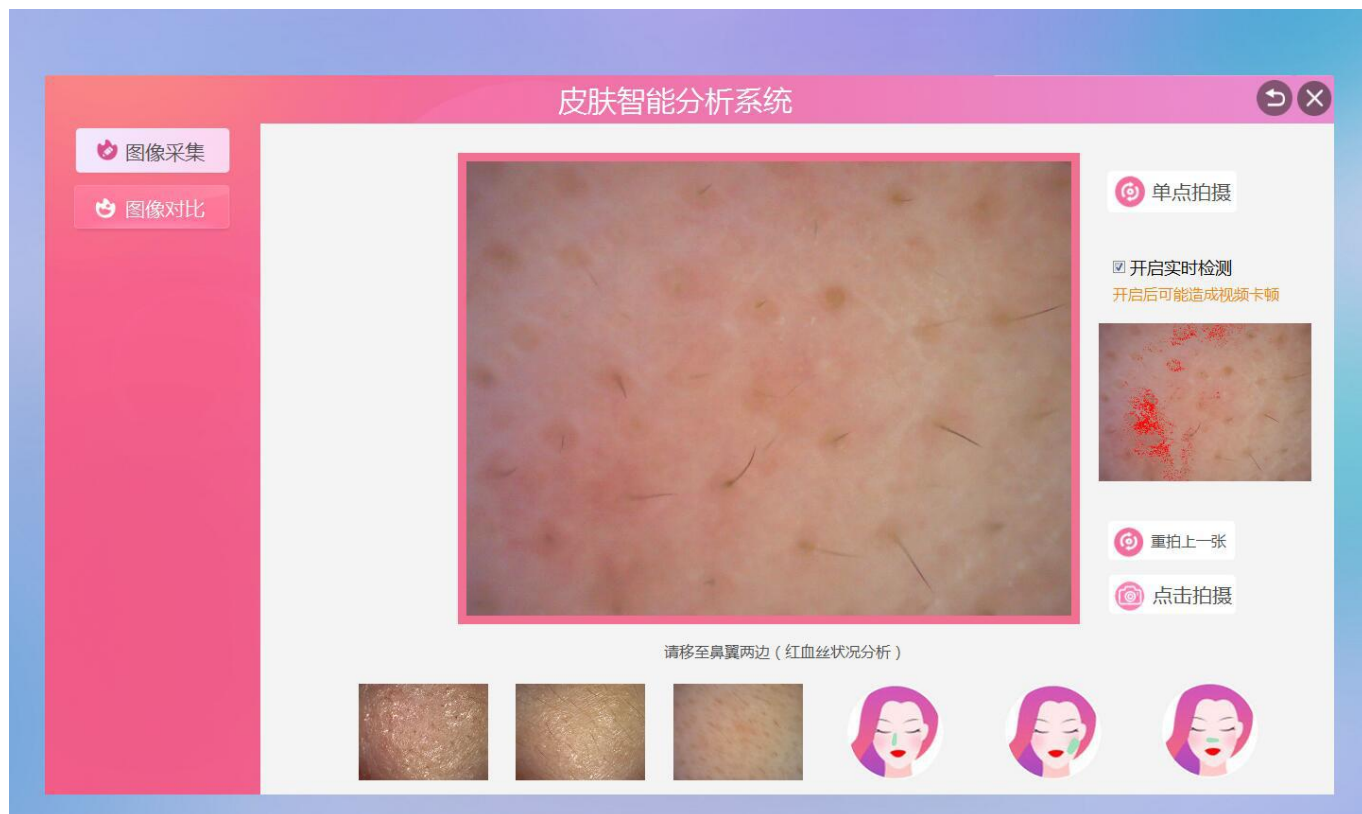 皮肤智能分析系统
图像采集
图像对比
单点拍摄
开启实时检测
开启后可能造成视频卡顿
重拍上一张
点击拍摄
请移至鼻翼两边（红血丝状况分析）